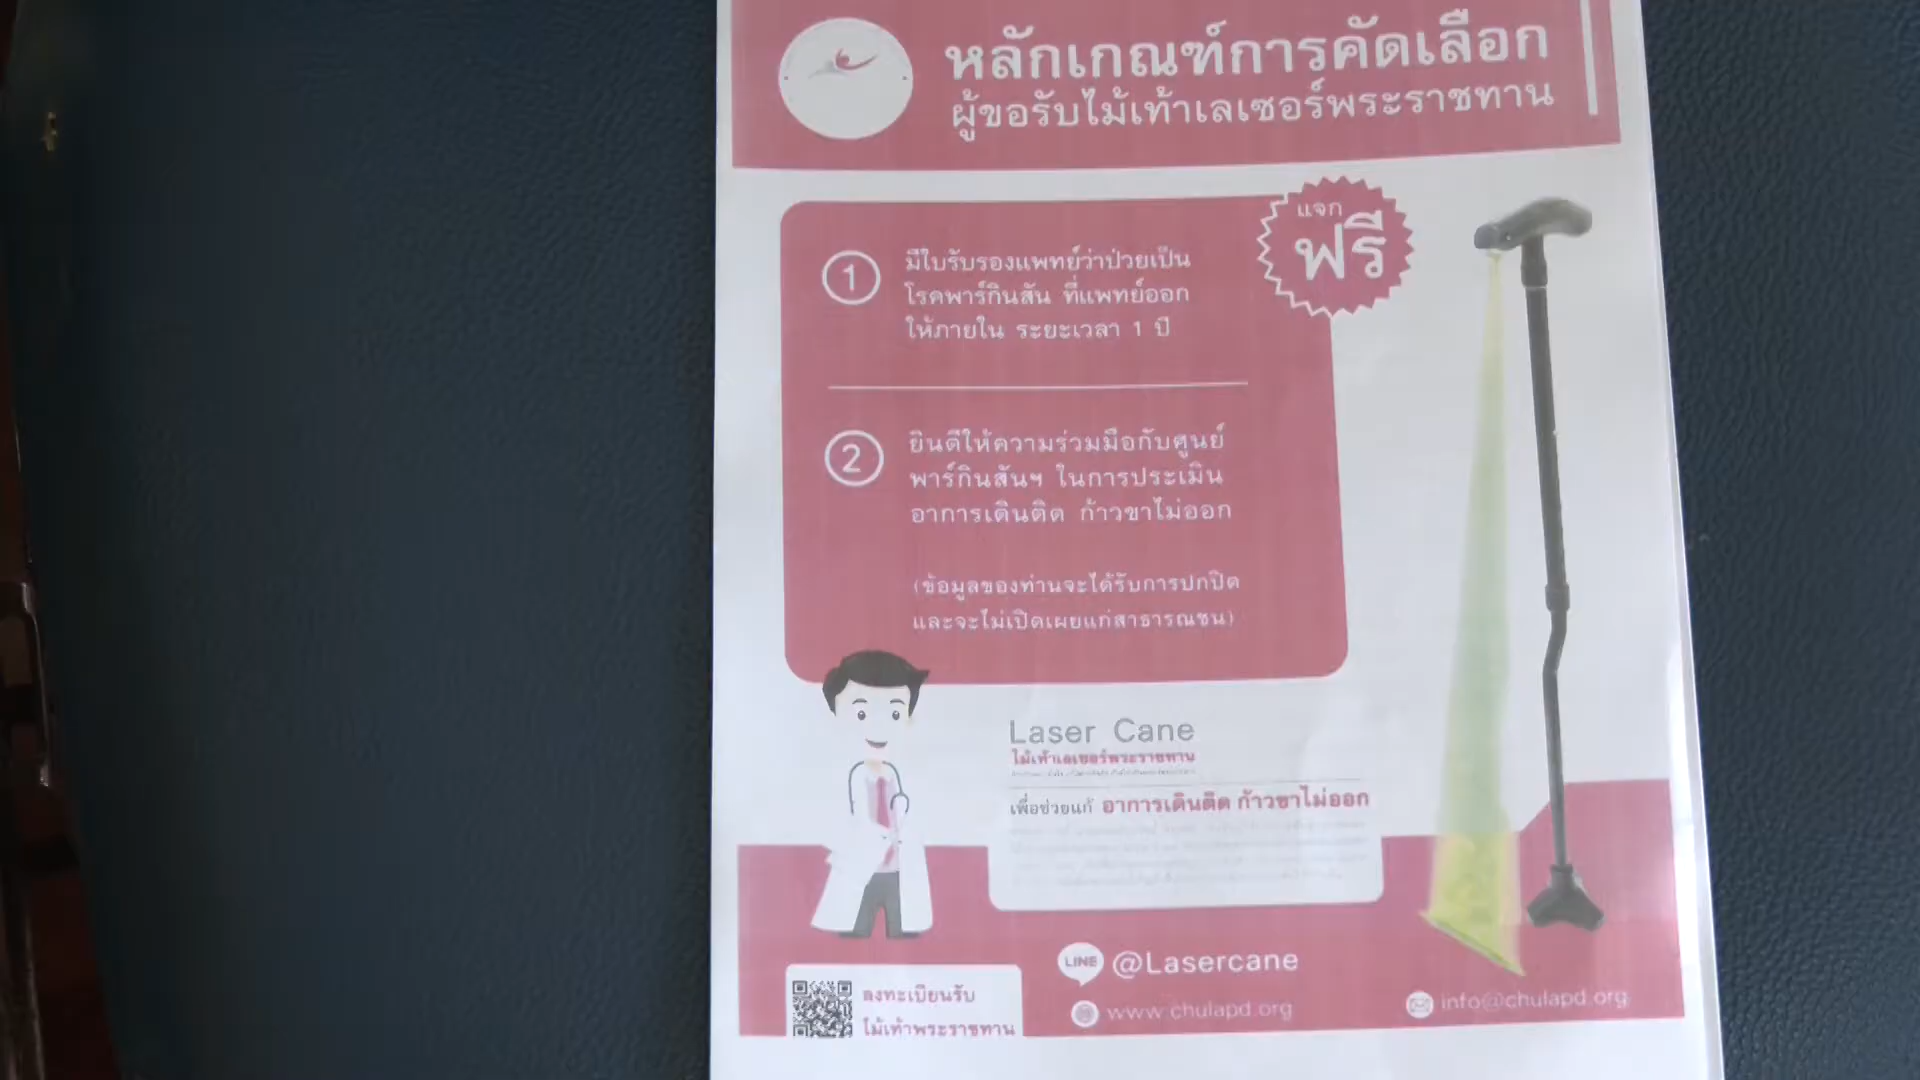 หลักเกณฑ์การคัดเลือก
ผู้ขอรับไม้เท้าเลเซอร์พระราชทาน
แจก
ฟรี
1
มีใบรับรองแพทย์ว่าป่วยเป็น
โรคพาร์กินสัน ที่แพทย์ออก
ให้ภายใน ระยะเวลา 1 ปี
2
ยินดีให้ความร่วมมือกับศูนย์
พาร์กินสันฯ ในการประเมิน
อาการเดินติด ก้าวขาไม่ออก
(ข้อมูลของท่านจะได้รับการปกปิด
และจะไม่เปิดเผยแก่สาธารณชน)
Laser Cane
ไม้เท้าเลเซอร์พระราชทาน
เพื่อช่วยแก้ อาการเดินติด ก้าวขาไม่ออก
LINE @Lasercane
www.chulapd.org
info@chulapd.org
ลงทะเบียนรับ
ไม้เท้าพระราชทาน